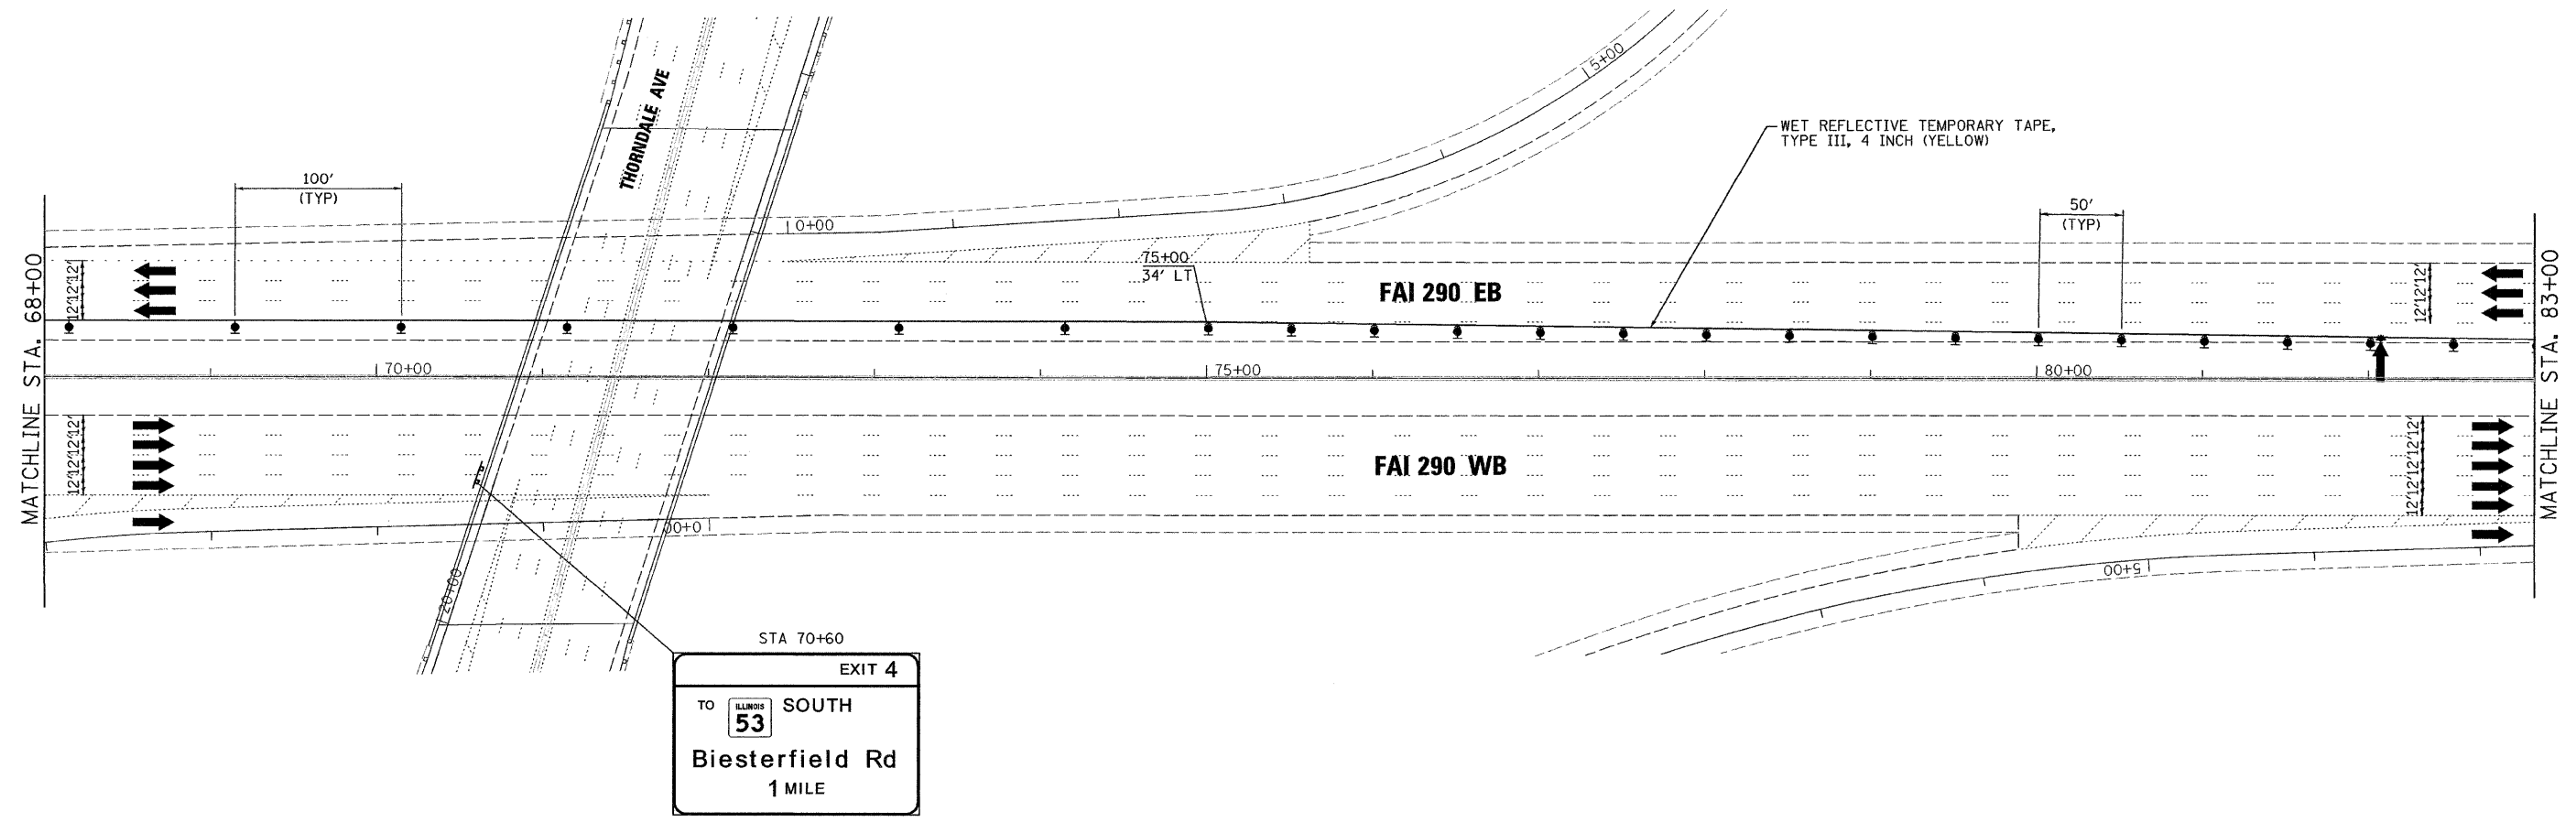 THORNDALE AVE
15+00
WET REFLECTIVE TEMPORARY TAPE,
TYPE III, 4 INCH (YELLOW)
100'
(TYP)
50'
(TYP)
10+00
75+00
34' LT
MATCHLINE STA. 68+00
12'12'12'
FAI 290 EB
12'12'12'
MATCHLINE STA. 83+00
70+00
75+00
80+00
12'12'12'12'
FAI 290 WB
12'12'12'12'12'
00+0
5+00
20+00
STA 70+60
EXIT 4
TO ILLINOIS 53 SOUTH
Biesterfield Rd
1 MILE